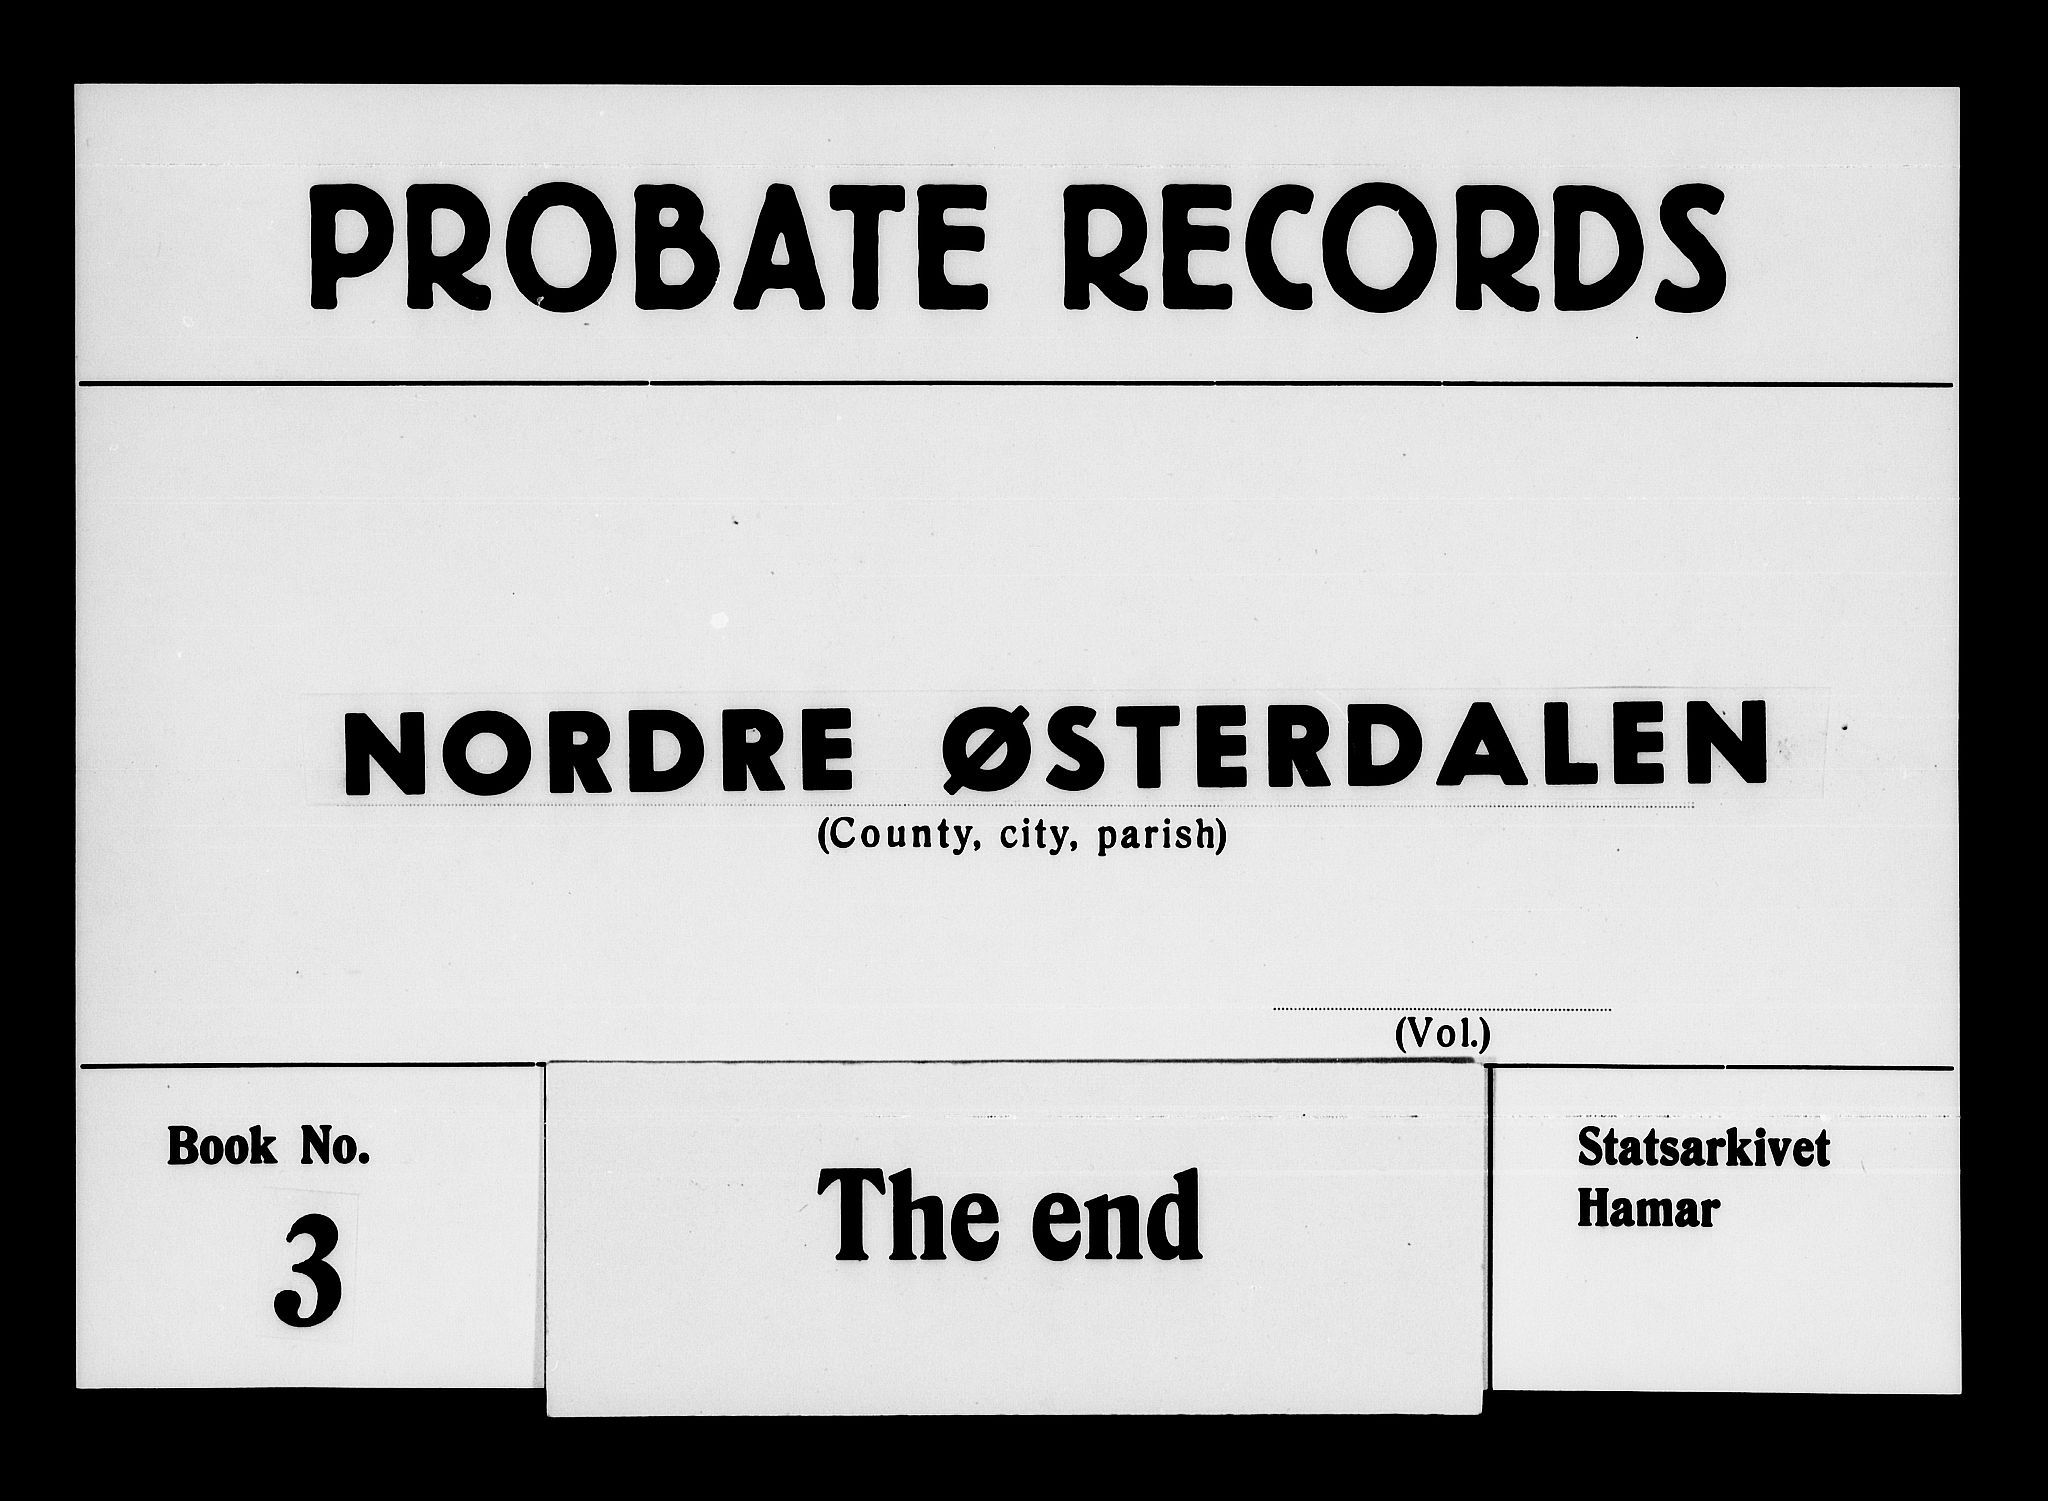 PROBATE RECORDS
NORDRE ØSTERDALEN
(County, city, parish)
(Vol.)
Book No.
3
The end
Statsarkivet
Hamar